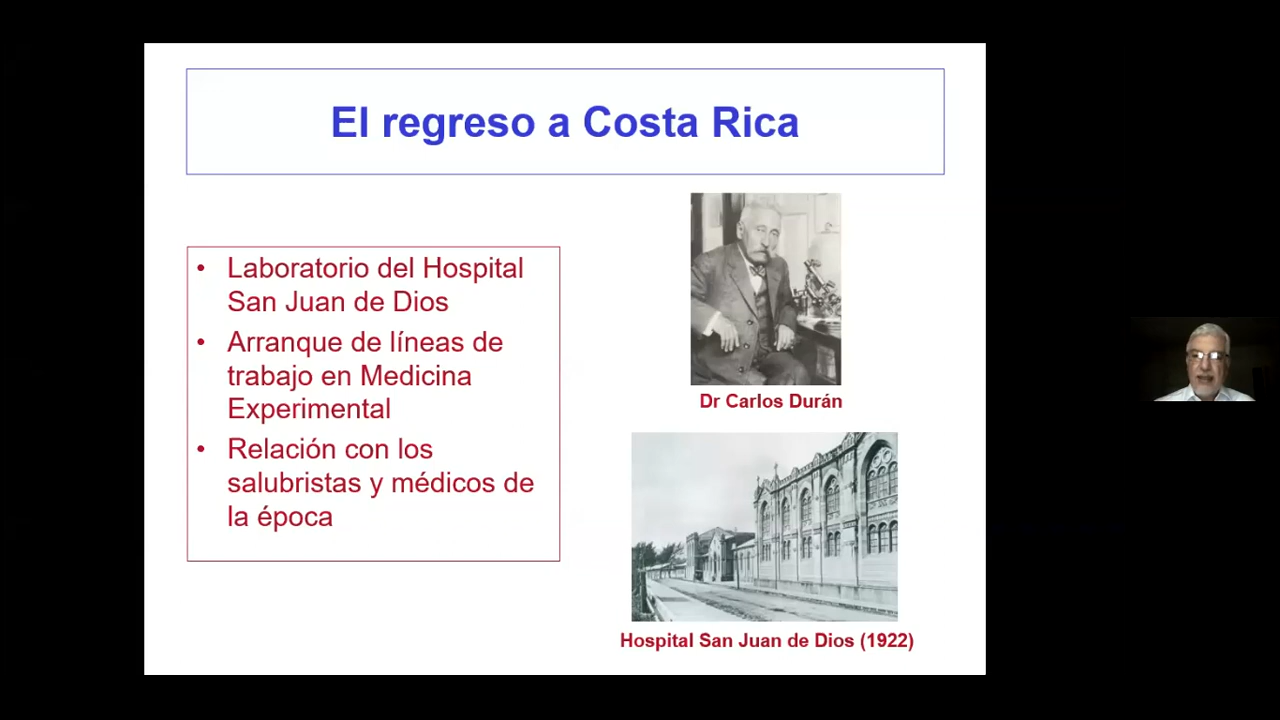 El regreso a Costa Rica
• Laboratorio del Hospital
San Juan de Dios
• Arranque de líneas de
trabajo en Medicina
Experimental
• Relación con los
salubristas y médicos de
la época
Dr Carlos Durán
Hospital San Juan de Dios (1922)